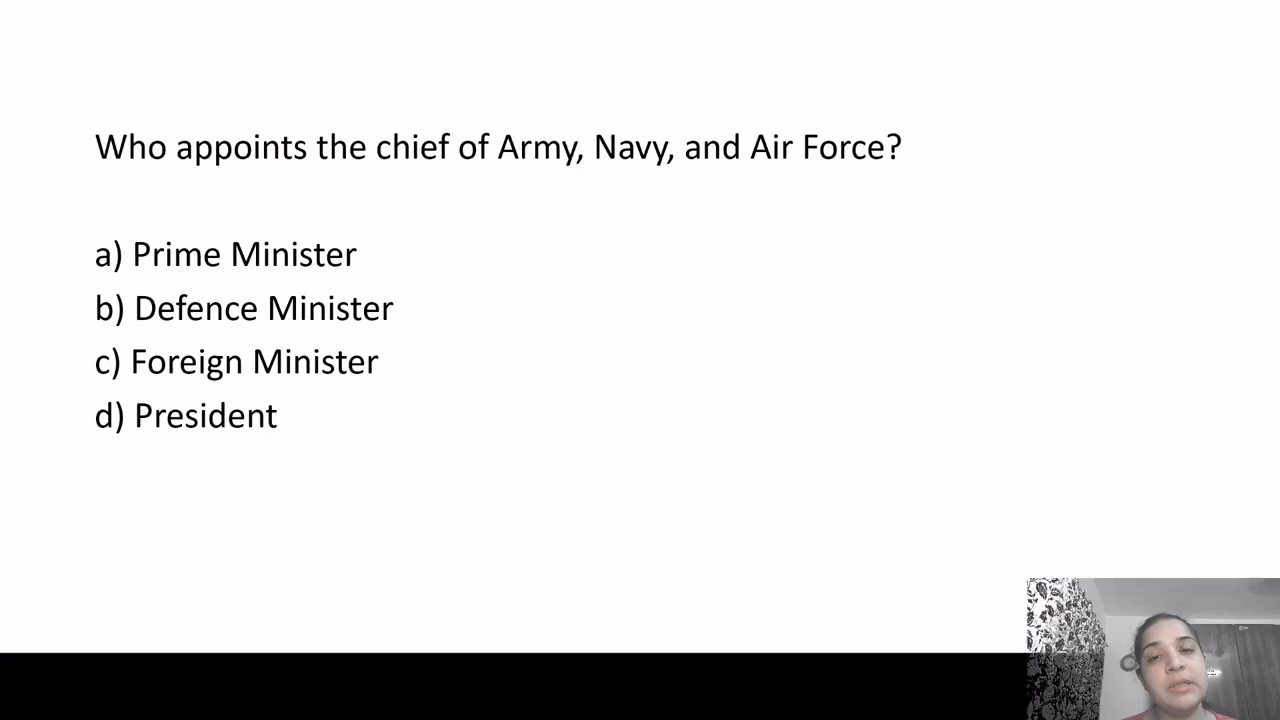 Who appoints the chief of Army, Navy, and Air Force?
a) Prime Minister
b) Defence Minister
c) Foreign Minister
d) President